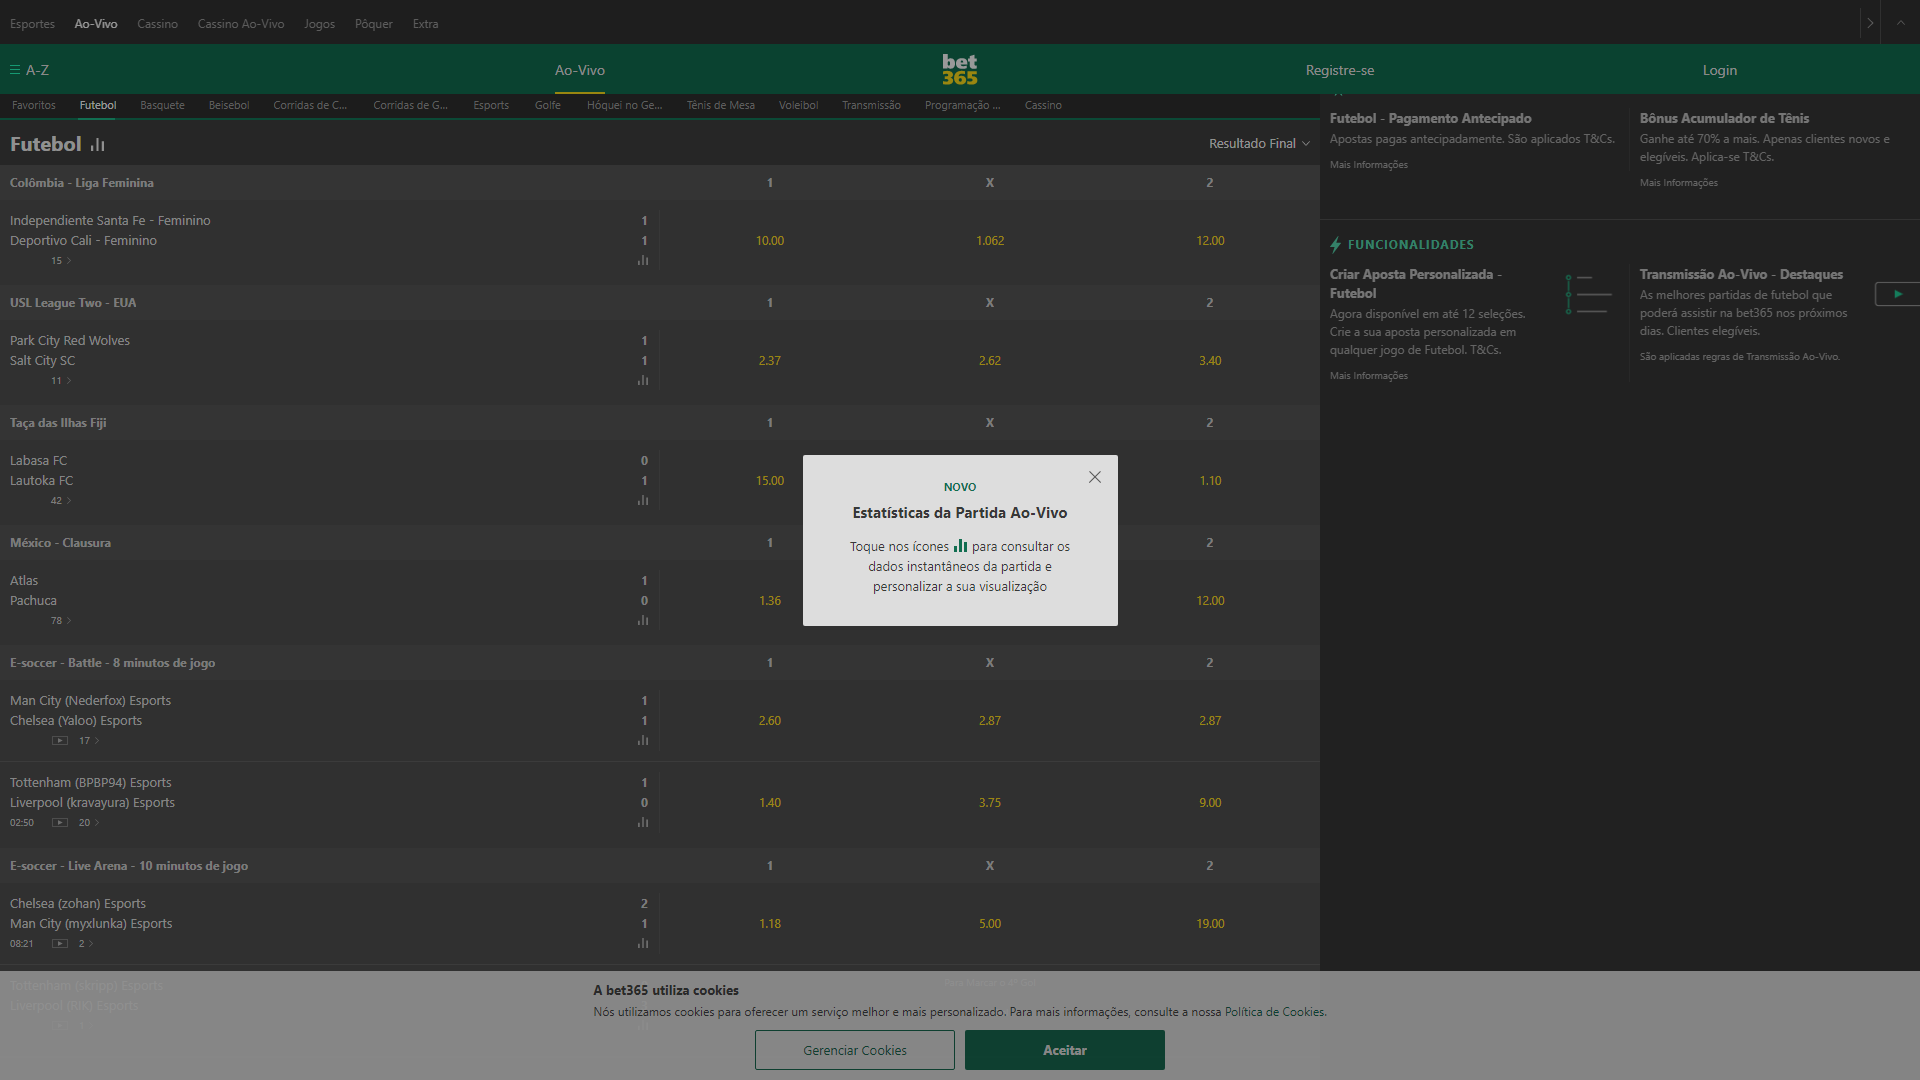 Esportes Ao-Vivo Cassino Cassino Ao-Vivo Jogos Pôquer Extra
A-Z Ao-Vivo bet365 Registre-se Login
Favoritos Futebol Basquete Beisebol Corridas de C... Corridas de G... Esports Golfe Hóquei no Ge... Tênis de Mesa Voleibol Transmissão Programação ... Cassino
Futebol Resultado Final
Colômbia - Liga Feminina 1 X 2
Independiente Santa Fe - Feminino 1
Deportivo Cali - Feminino 1 10.00 1.062 12.00
15
USL League Two - EUA 1 X 2
Park City Red Wolves 1
Salt City SC 1 2.37 2.62 3.40
11
Taça das Ilhas Fiji 1 X 2
Labasa FC 0
Lautoka FC 1 15.00 1.10
42
México - Clausura 1 2
Atlas 1
Pachuca 0 1.36 12.00
78
E-soccer - Battle - 8 minutos de jogo 1 X 2
Man City (Nederfox) Esports 1
Chelsea (Yaloo) Esports 1 2.60 2.87 2.87
17
Tottenham (BPBP94) Esports 1
Liverpool (kravayura) Esports 0 1.40 3.75 9.00
02:50 20
E-soccer - Live Arena - 10 minutos de jogo 1 X 2
Chelsea (zohan) Esports 2
Man City (myxlunka) Esports 1 1.18 5.00 19.00
08:21 2
Tottenham (skripp) Esports
Futebol - Pagamento Antecipado
Apostas pagas antecipadamente. São aplicados T&Cs.
Mais Informações
Bônus Acumulador de Tênis
Ganhe até 70% a mais. Apenas clientes novos e
elegíveis. Aplica-se T&Cs.
Mais Informações
FUNCIONALIDADES
Criar Aposta Personalizada -
Futebol
Agora disponível em até 12 seleções.
Crie a sua aposta personalizada em
qualquer jogo de Futebol. T&Cs.
Mais Informações
Transmissão Ao-Vivo - Destaques
As melhores partidas de futebol que
poderá assistir na bet365 nos próximos
dias. Clientes elegíveis.
São aplicadas regras de Transmissão Ao-Vivo.
NOVO
Estatísticas da Partida Ao-Vivo
Toque nos ícones para consultar os
dados instantâneos da partida e
personalizar a sua visualização
A bet365 utiliza cookies
Nós utilizamos cookies para oferecer um serviço melhor e mais personalizado. Para mais informações, consulte a nossa Política de Cookies.
Gerenciar Cookies Aceitar